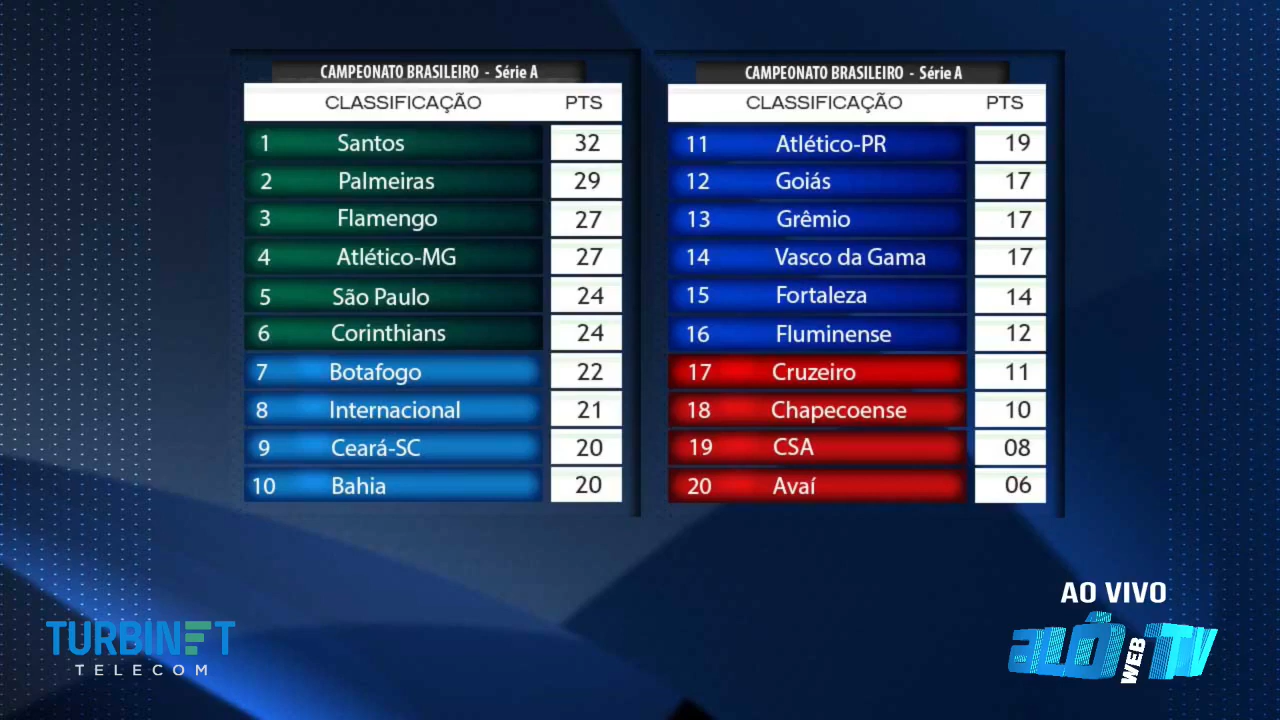 CAMPEONATO BRASILEIRO - Série A
CLASSIFICAÇÃO PTS
1 Santos 32
2 Palmeiras 29
3 Flamengo 27
4 Atlético-MG 27
5 São Paulo 24
6 Corinthians 24
7 Botafogo 22
8 Internacional 21
9 Ceará-SC 20
10 Bahia 20
CAMPEONATO BRASILEIRO - Série A
CLASSIFICAÇÃO PTS
11 Atlético-PR 19
12 Goiás 17
13 Grêmio 17
14 Vasco da Gama 17
15 Fortaleza 14
16 Fluminense 12
17 Cruzeiro 11
18 Chapecoense 10
19 CSA 08
20 Avaí 06
TURBINET
TELECOM
AO VIVO
ALÔ WEB TV